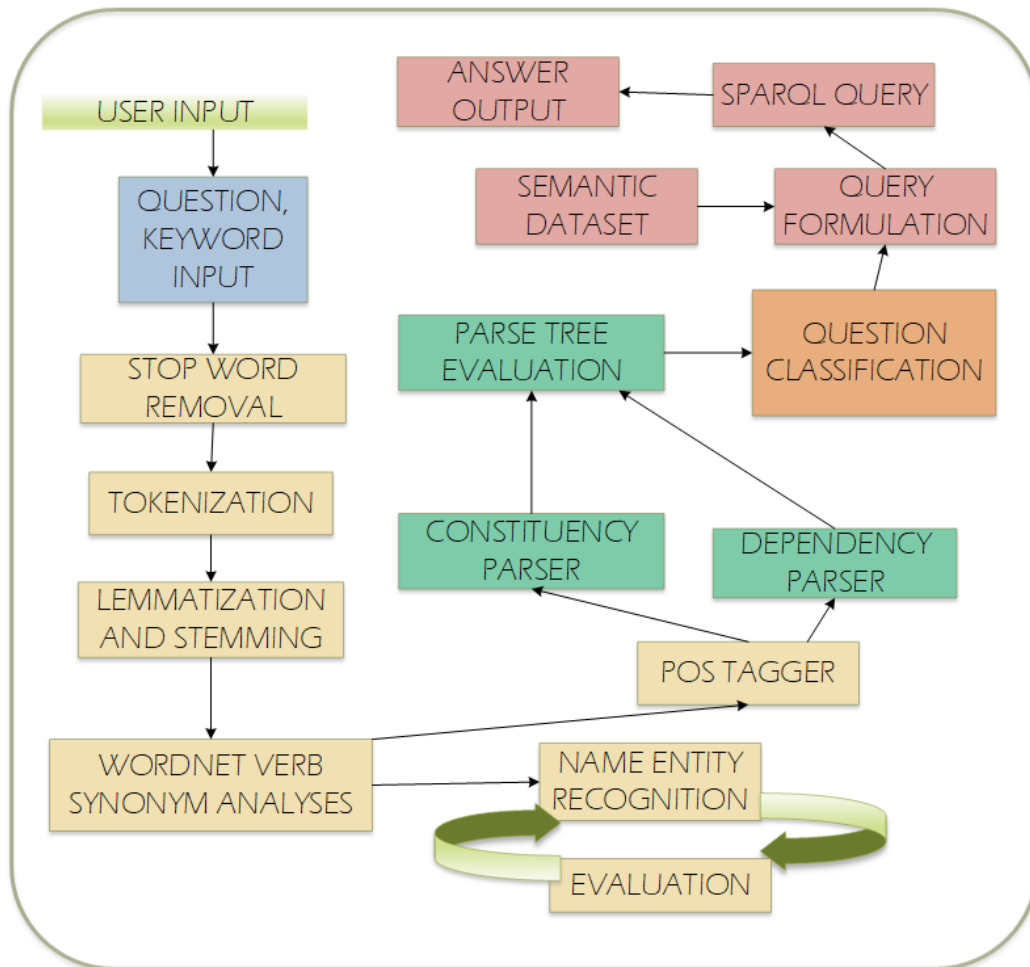 USER INPUT
QUESTION,
KEYWORD
INPUT
STOP WORD
REMOVAL
TOKENIZATION
LEMMATIZATION
AND STEMMING
WORDNET VERB
SYNONYM ANALYSES
NAME ENTITY
RECOGNITION
EVALUATION
POS TAGGER
CONSTITUENCY
PARSER
DEPENDENCY
PARSER
PARSE TREE
EVALUATION
QUESTION
CLASSIFICATION
SEMANTIC
DATASET
QUERY
FORMULATION
SPARQL QUERY
ANSWER
OUTPUT